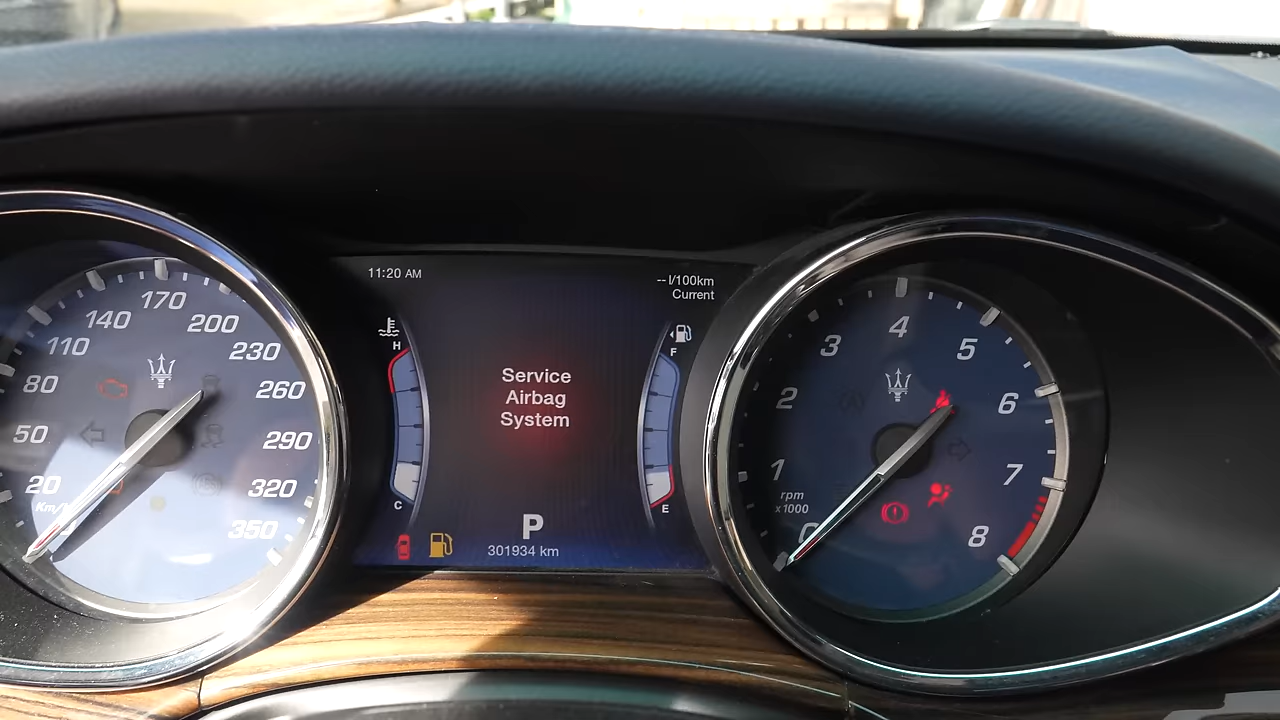 11:20 AM
-- l/100km
Current
H
F
Service
Airbag
System
C
E
P
301934 km
20
50
80
110
140
170
200
230
260
290
320
350
Km/h
0
1
2
3
4
5
6
7
8
rpm
x1000